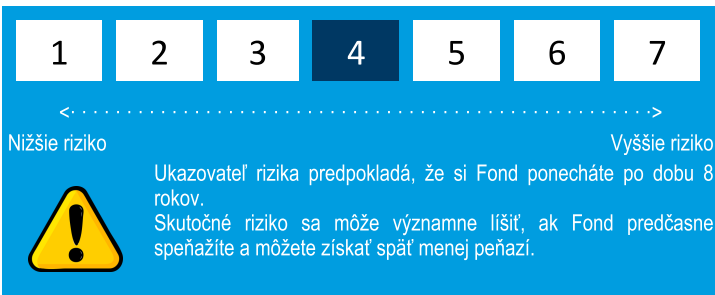 1 2 3 4 5 6 7
Nižšie riziko Vyššie riziko
Ukazovateľ rizika predpokladá, že si Fond ponecháte po dobu 8
rokov.
Skutočné riziko sa môže významne líšiť, ak Fond predčasne
speňažíte a môžete získať späť menej peňazí.